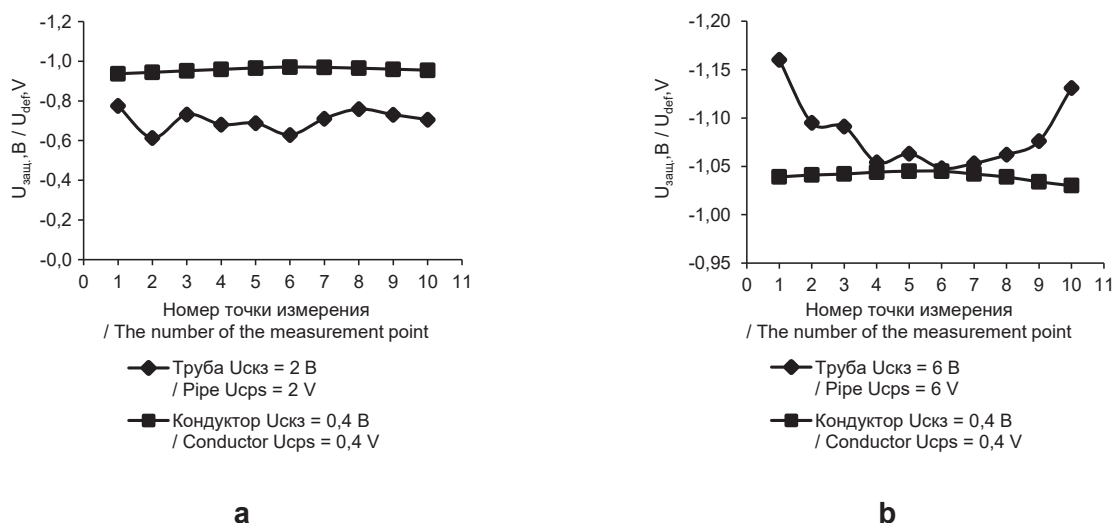 -1,2
-1,0
-0,8
-0,6
-0,4
-0,2
-0,0
Uзащ.,В / Udef,V
0 1 2 3 4 5 6 7 8 9 10 11
Номер точки измерения
/ The number of the measurement point
Труба Uскз = 2 В
/ Pipe Ucps = 2 V
Кондуктор Uскз = 0,4 В
/ Conductor Ucps = 0,4 V
a
-1,20
-1,15
-1,10
-1,05
-1,00
-0,95
Uзащ.,В / Udef,V
0 1 2 3 4 5 6 7 8 9 10 11
Номер точки измерения
/ The number of the measurement point
Труба Uскз = 6 В
/ Pipe Ucps = 6 V
Кондуктор Uскз = 0,4 В
/ Conductor Ucps = 0,4 V
b